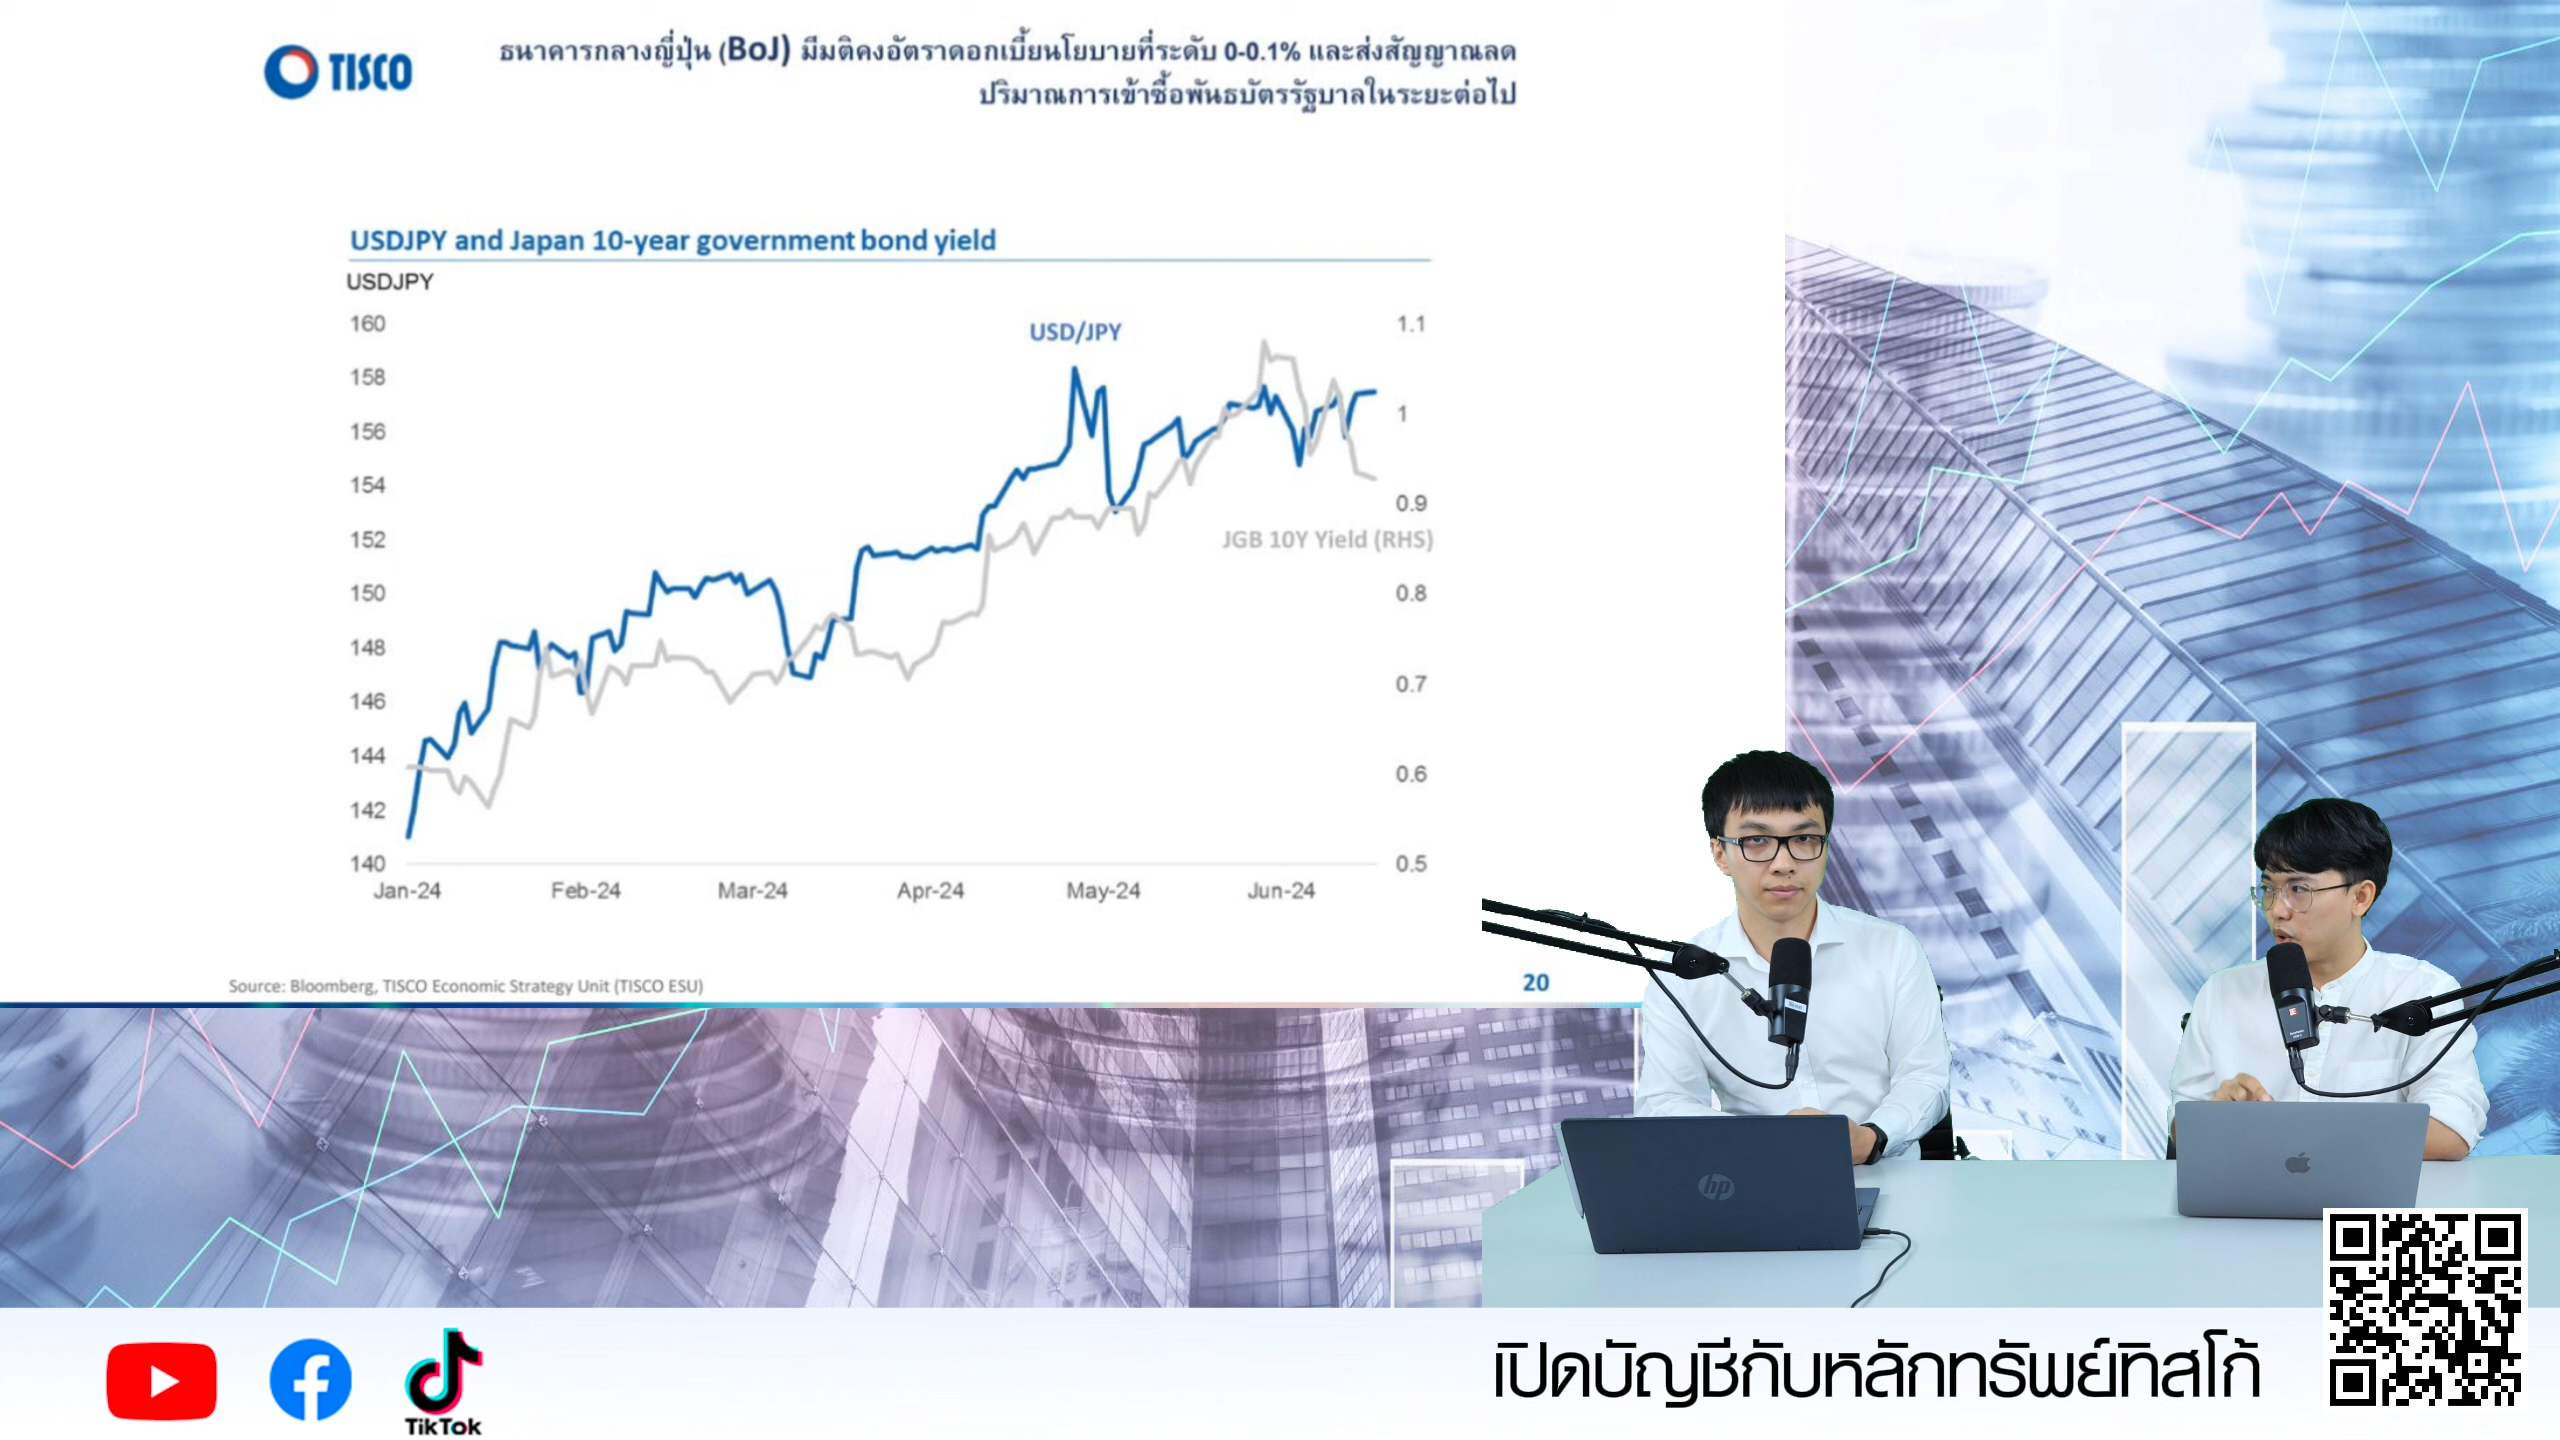 TISCO
ธนาคารกลางญี่ปุ่น (BoJ) มีมติคงอัตราดอกเบี้ยนโยบายที่ระดับ 0-0.1% และส่งสัญญาณลด
ปริมาณการเข้าซื้อพันธบัตรรัฐบาลในระยะต่อไป
USDJPY and Japan 10-year government bond yield
USDJPY
160
158
156
154
152
150
148
146
144
142
140
USD/JPY
JGB 10Y Yield (RHS)
1.1
1
0.9
0.8
0.7
0.6
0.5
Jan-24 Feb-24 Mar-24 Apr-24 May-24 Jun-24
Source: Bloomberg, TISCO Economic Strategy Unit (TISCO ESU)
20
hp
TikTok
เปิดบัญชีกับหลักทรัพย์ทิสโก้